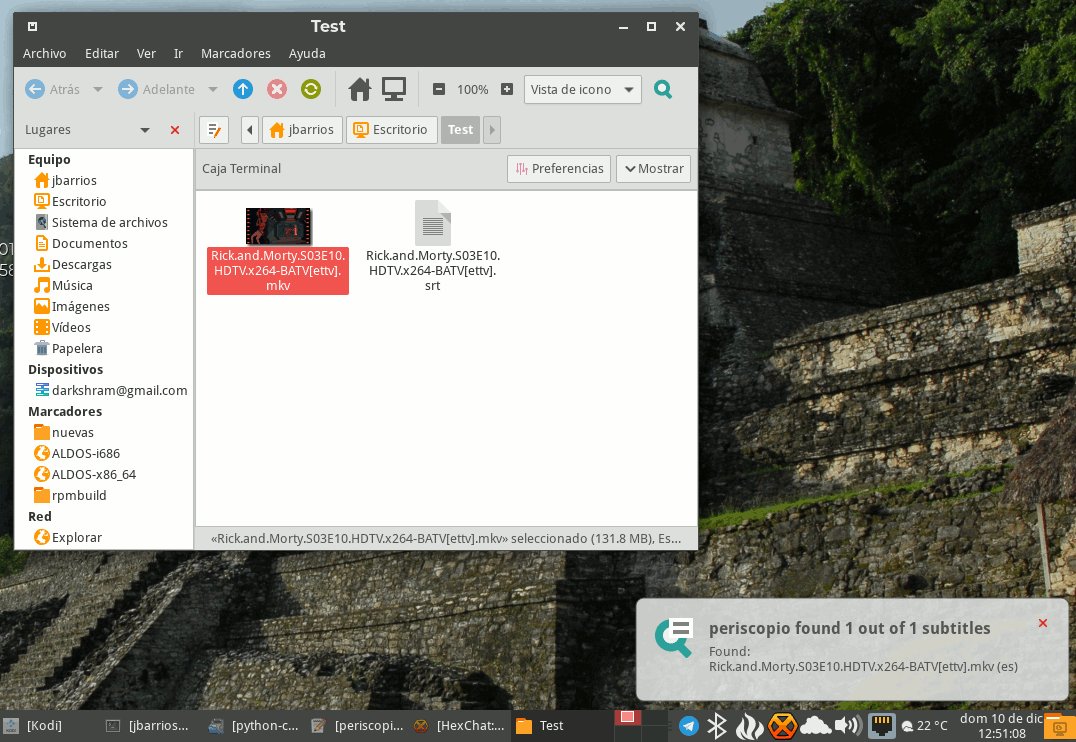 Test
Archivo Editar Ver Ir Marcadores Ayuda
Atrás Adelante 100% Vista de icono
Lugares jbarrios Escritorio Test
Caja Terminal Preferencias Mostrar
Equipo
jbarrios
Escritorio
Sistema de archivos
Documentos
Descargas
Música
Imágenes
Vídeos
Papelera
Dispositivos
darkshram@gmail.com
Marcadores
nuevas
ALDOS-i686
ALDOS-x86_64
rpmbuild
Red
Explorar
Rick.and.Morty.S03E10.
HDTV.x264-BATV[ettv].
mkv
Rick.and.Morty.S03E10.
HDTV.x264-BATV[ettv].
srt
«Rick.and.Morty.S03E10.HDTV.x264-BATV[ettv].mkv» seleccionado (131.8 MB), Es...
periscopio found 1 out of 1 subtitles
Found:
Rick.and.Morty.S03E10.HDTV.x264-BATV[ettv].mkv (es)
[Kodi] [jbarrios... [python-c... [periscopi... [HexChat:... Test 22 °C
dom 10 de dic
12:51:08